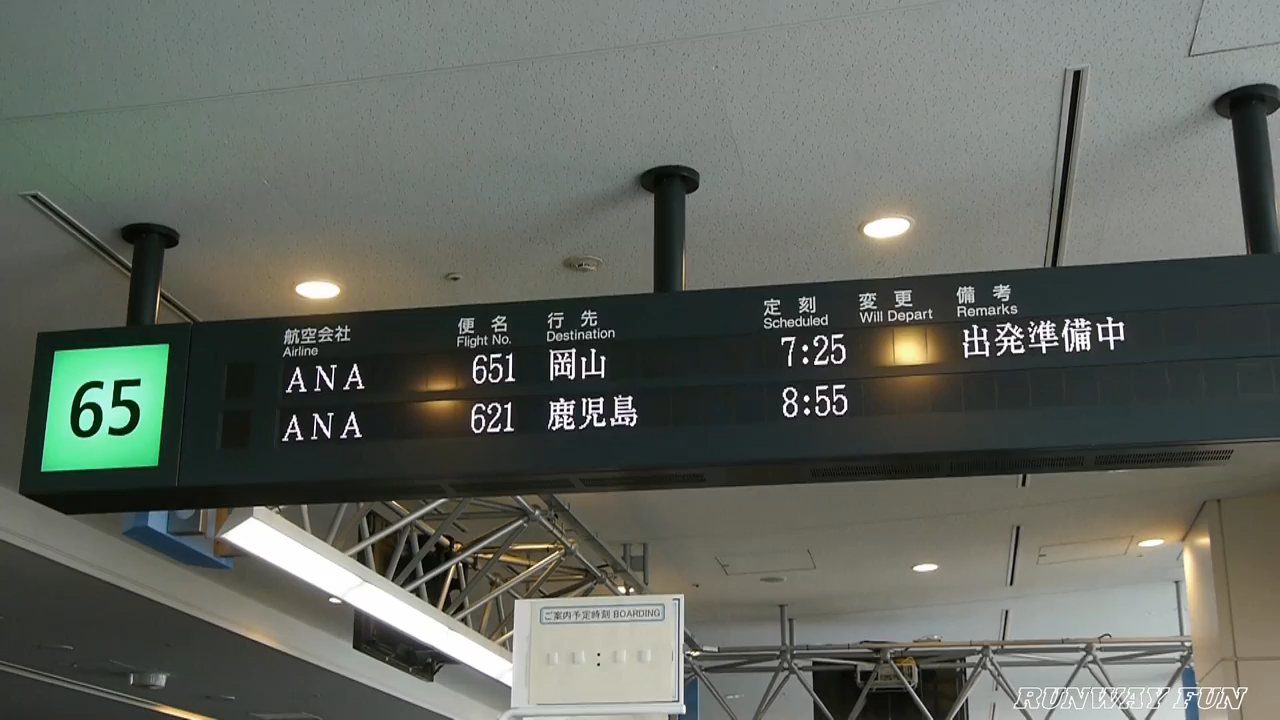 65
航空会社 便名 行先 定刻 変更 備考
Airline Flight No. Destination Scheduled Will Depart Remarks
ANA 651 岡山 7:25 出発準備中
ANA 621 鹿児島 8:55
ご案内予定時刻 BOARDING
:
RUNWAY FUN